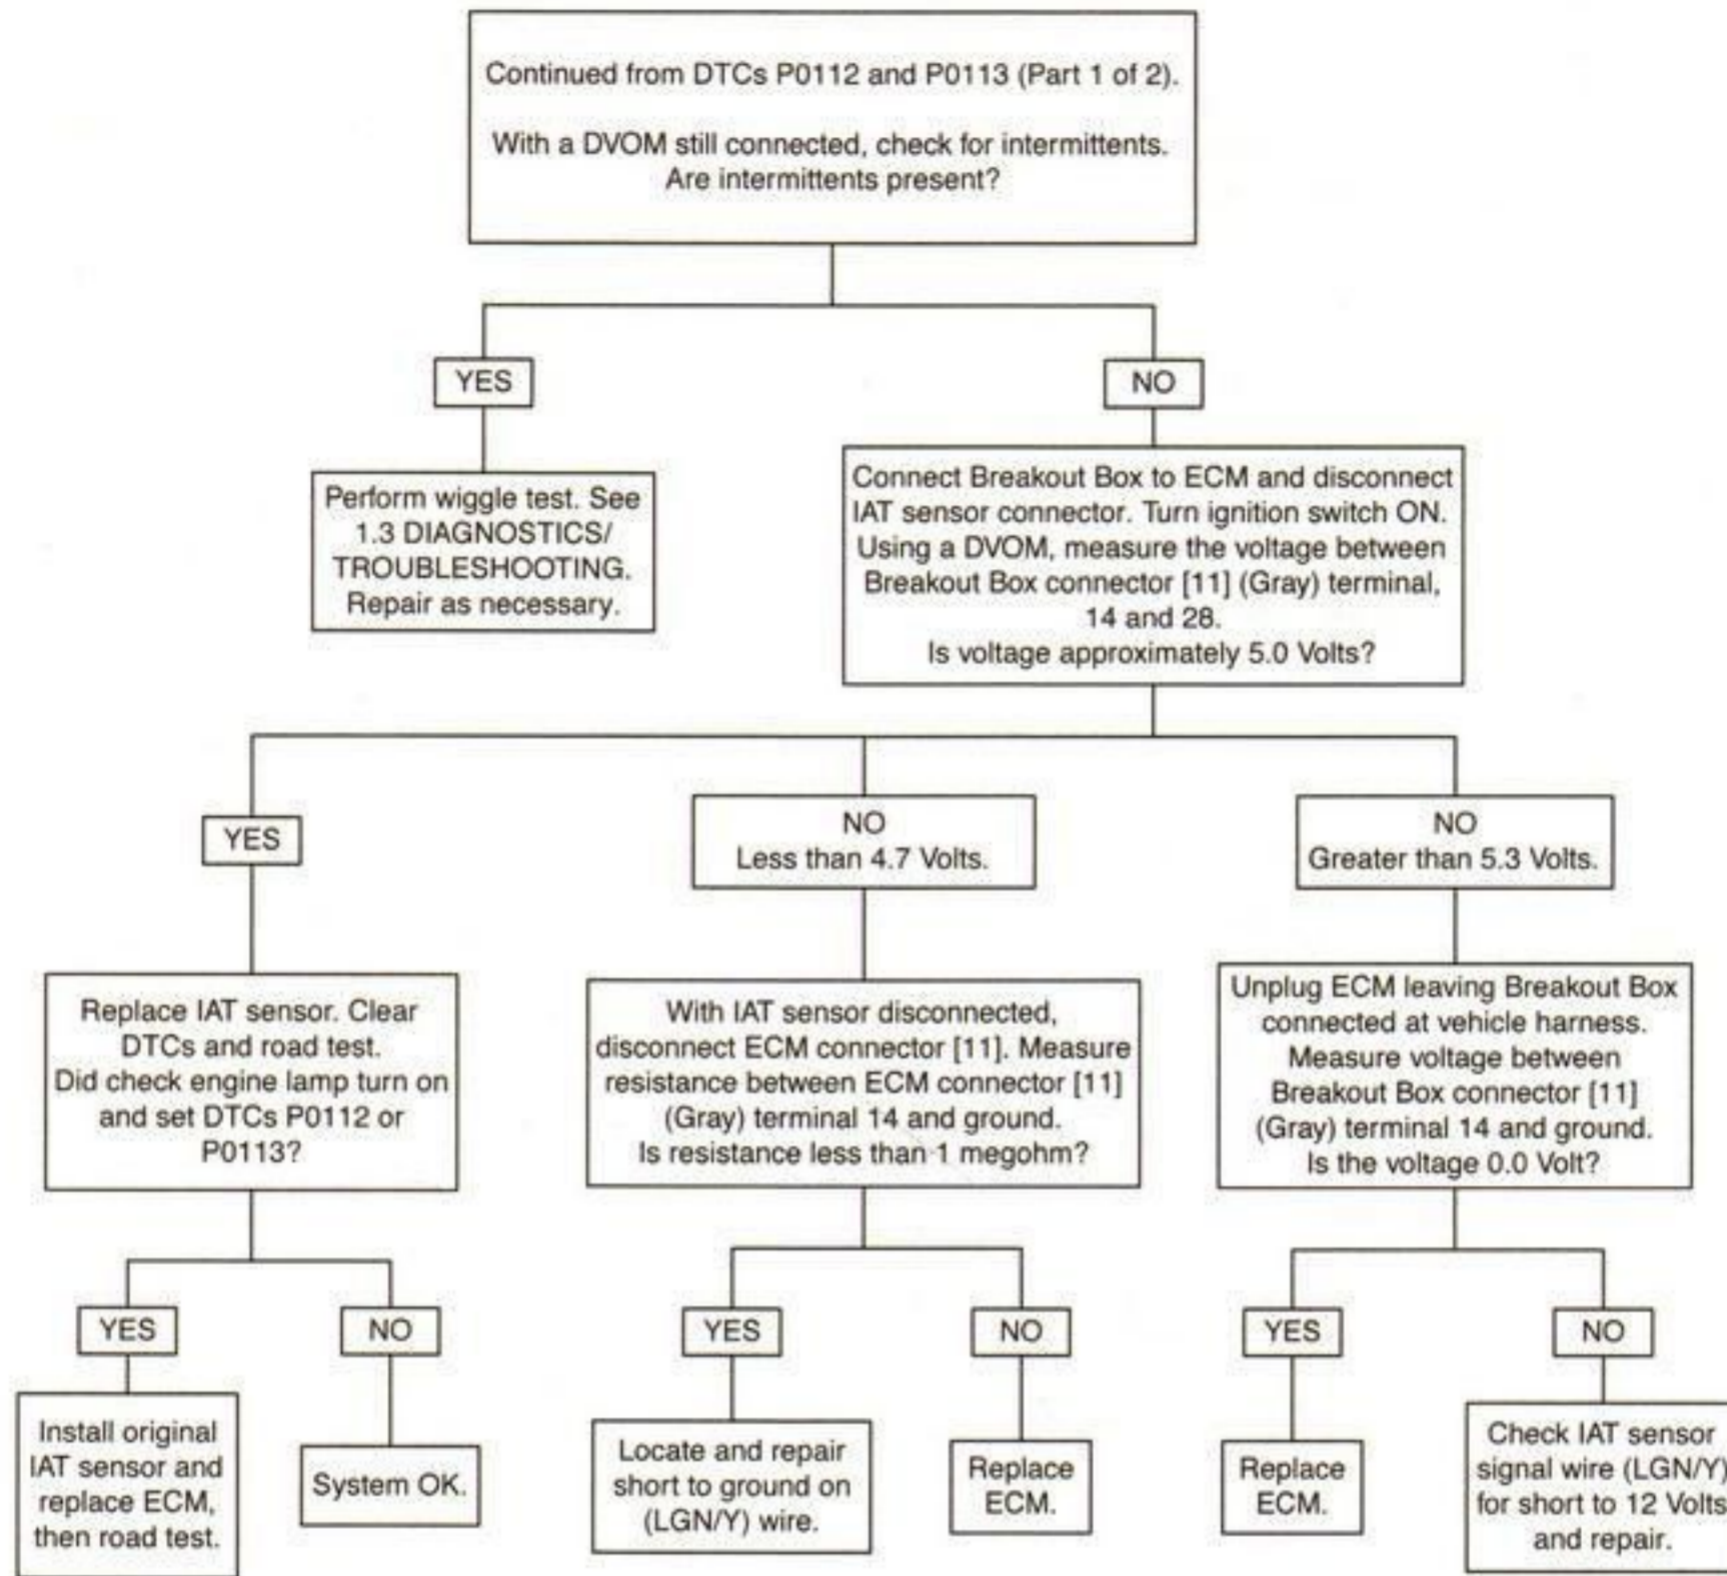 Continued from DTCs P0112 and P0113 (Part 1 of 2).
With a DVOM still connected, check for intermittents.
Are intermittents present?
YES
NO
Perform wiggle test. See
1.3 DIAGNOSTICS/
TROUBLESHOOTING.
Repair as necessary.
Connect Breakout Box to ECM and disconnect
IAT sensor connector. Turn ignition switch ON.
Using a DVOM, measure the voltage between
Breakout Box connector [11] (Gray) terminal,
14 and 28.
Is voltage approximately 5.0 Volts?
YES
NO
Less than 4.7 Volts.
NO
Greater than 5.3 Volts.
Replace IAT sensor. Clear
DTCs and road test.
Did check engine lamp turn on
and set DTCs P0112 or
P0113?
With IAT sensor disconnected,
disconnect ECM connector [11]. Measure
resistance between ECM connector [11]
(Gray) terminal 14 and ground.
Is resistance less than 1 megohm?
Unplug ECM leaving Breakout Box
connected at vehicle harness.
Measure voltage between
Breakout Box connector [11]
(Gray) terminal 14 and ground.
Is the voltage 0.0 Volt?
YES
NO
YES
NO
YES
NO
Install original
IAT sensor and
replace ECM,
then road test.
System OK.
Locate and repair
short to ground on
(LGN/Y) wire.
Replace
ECM.
Replace
ECM.
Check IAT sensor
signal wire (LGN/Y)
for short to 12 Volts
and repair.